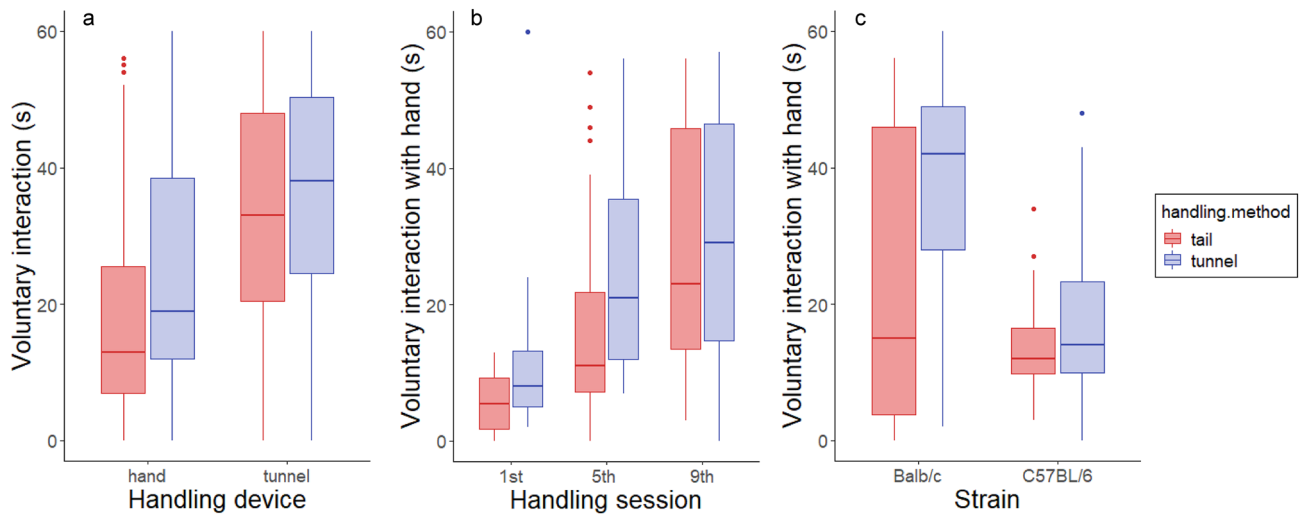 a
Voluntary interaction (s)
60
40
20
0
hand tunnel
Handling device
b
Voluntary interaction with hand (s)
60
40
20
0
1st 5th 9th
Handling session
c
Voluntary interaction with hand (s)
60
40
20
0
Balb/c C57BL/6
Strain
handling.method
tail
tunnel